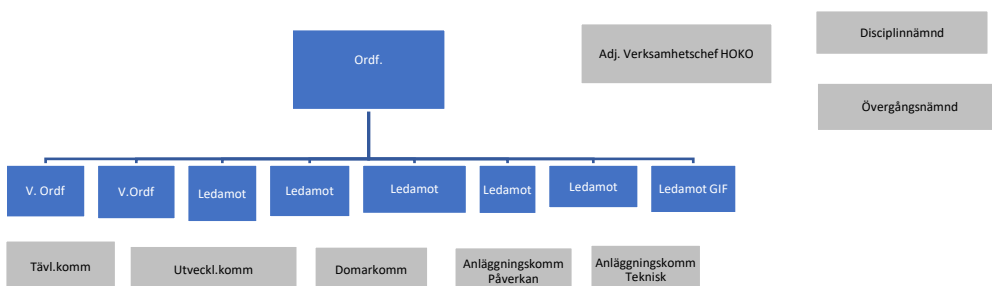 Ordf.
Adj. Verksamhetschef HOKO
Disciplinnämnd
Övergångsnämnd
V. Ordf
V.Ordf
Ledamot
Ledamot
Ledamot
Ledamot
Ledamot
Ledamot GIF
Tävl.komm
Utveckl.komm
Domarkomm
Anläggningskomm
Påverkan
Anläggningskomm
Teknisk